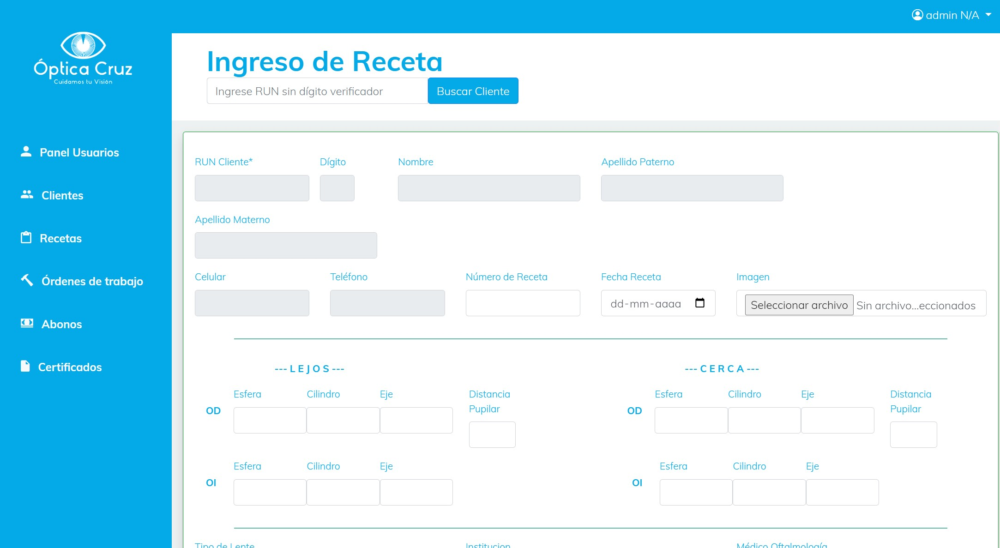 admin N/A
Óptica Cruz
Cuidamos tu Visión
Panel Usuarios
Clientes
Recetas
Órdenes de trabajo
Abonos
Certificados
Ingreso de Receta
Ingrese RUN sin dígito verificador
Buscar Cliente
RUN Cliente* Dígito Nombre Apellido Paterno
Apellido Materno
Celular Teléfono Número de Receta Fecha Receta Imagen
dd-mm-aaaa Seleccionar archivo Sin archivo...eccionados
--- L E J O S --- --- C E R C A ---
Esfera Cilindro Eje Distancia Pupilar Esfera Cilindro Eje Distancia Pupilar
OD OD
Esfera Cilindro Eje Esfera Cilindro Eje
OI OI
Tipo de Lente Institucion Médico Oftalmología